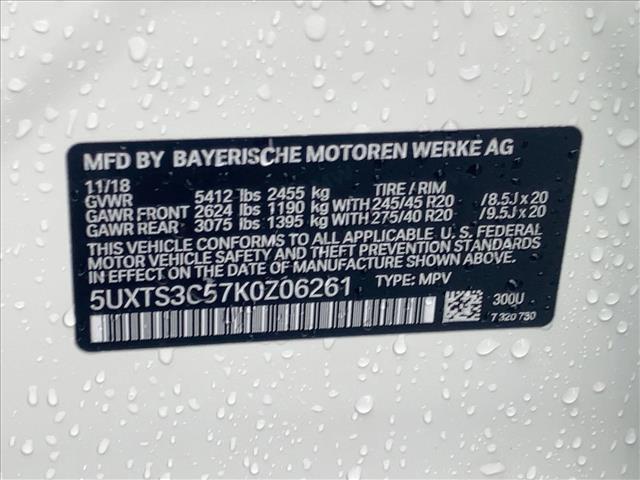 MFD BY BAYERISCHE MOTOREN WERKE AG
11/18
GVWR 5412 lbs 2455 kg TIRE / RIM
GAWR FRONT 2624 lbs 1190 kg WITH 245/45 R20 /8.5J x 20
GAWR REAR 3075 lbs 1395 kg WITH 275/40 R20 /9.5J x 20
THIS VEHICLE CONFORMS TO ALL APPLICABLE U. S. FEDERAL
MOTOR VEHICLE SAFETY AND THEFT PREVENTION STANDARDS
IN EFFECT ON THE DATE OF MANUFACTURE SHOWN ABOVE.
5UXTS3C57K0Z06261 TYPE: MPV
300U
7 320 730